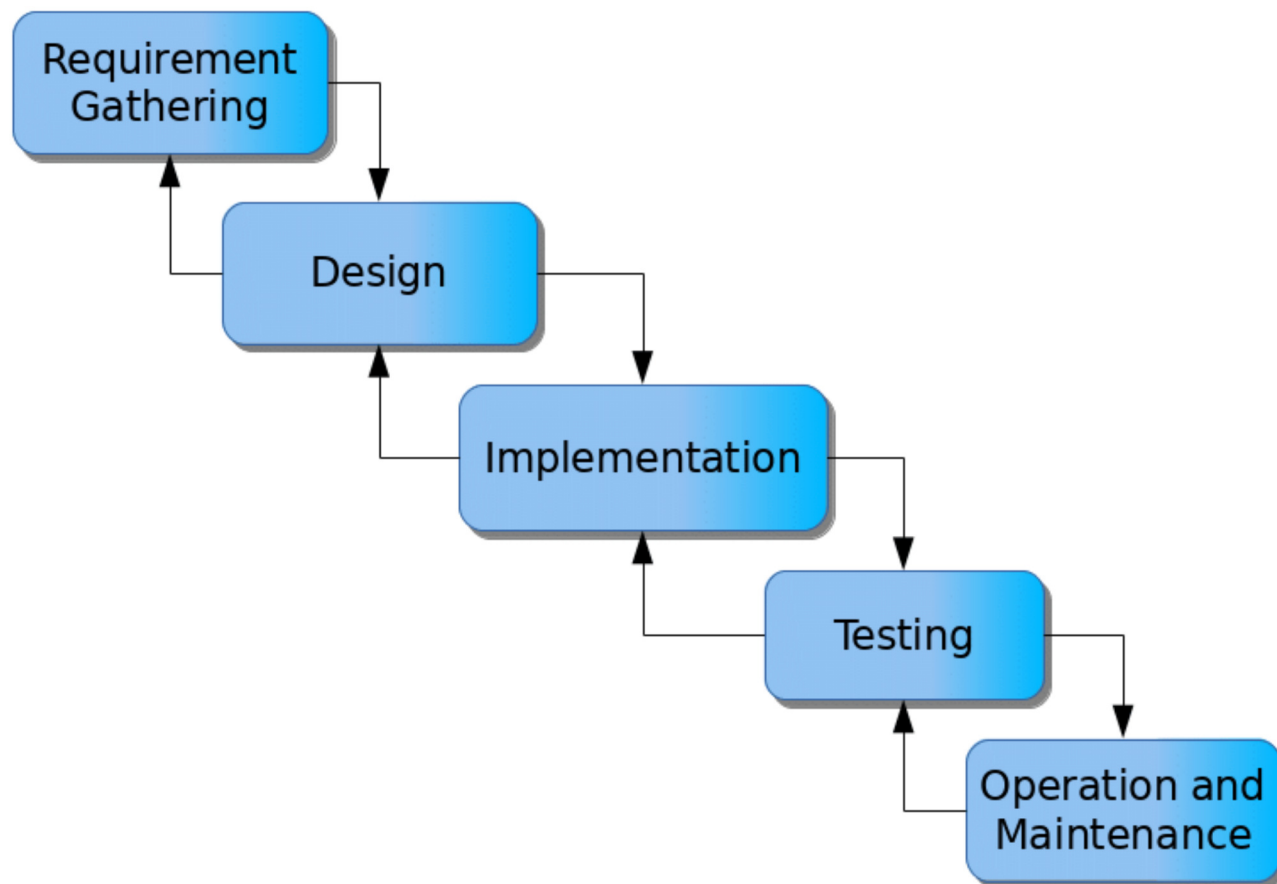 Requirement
Gathering
Design
Implementation
Testing
Operation and
Maintenance